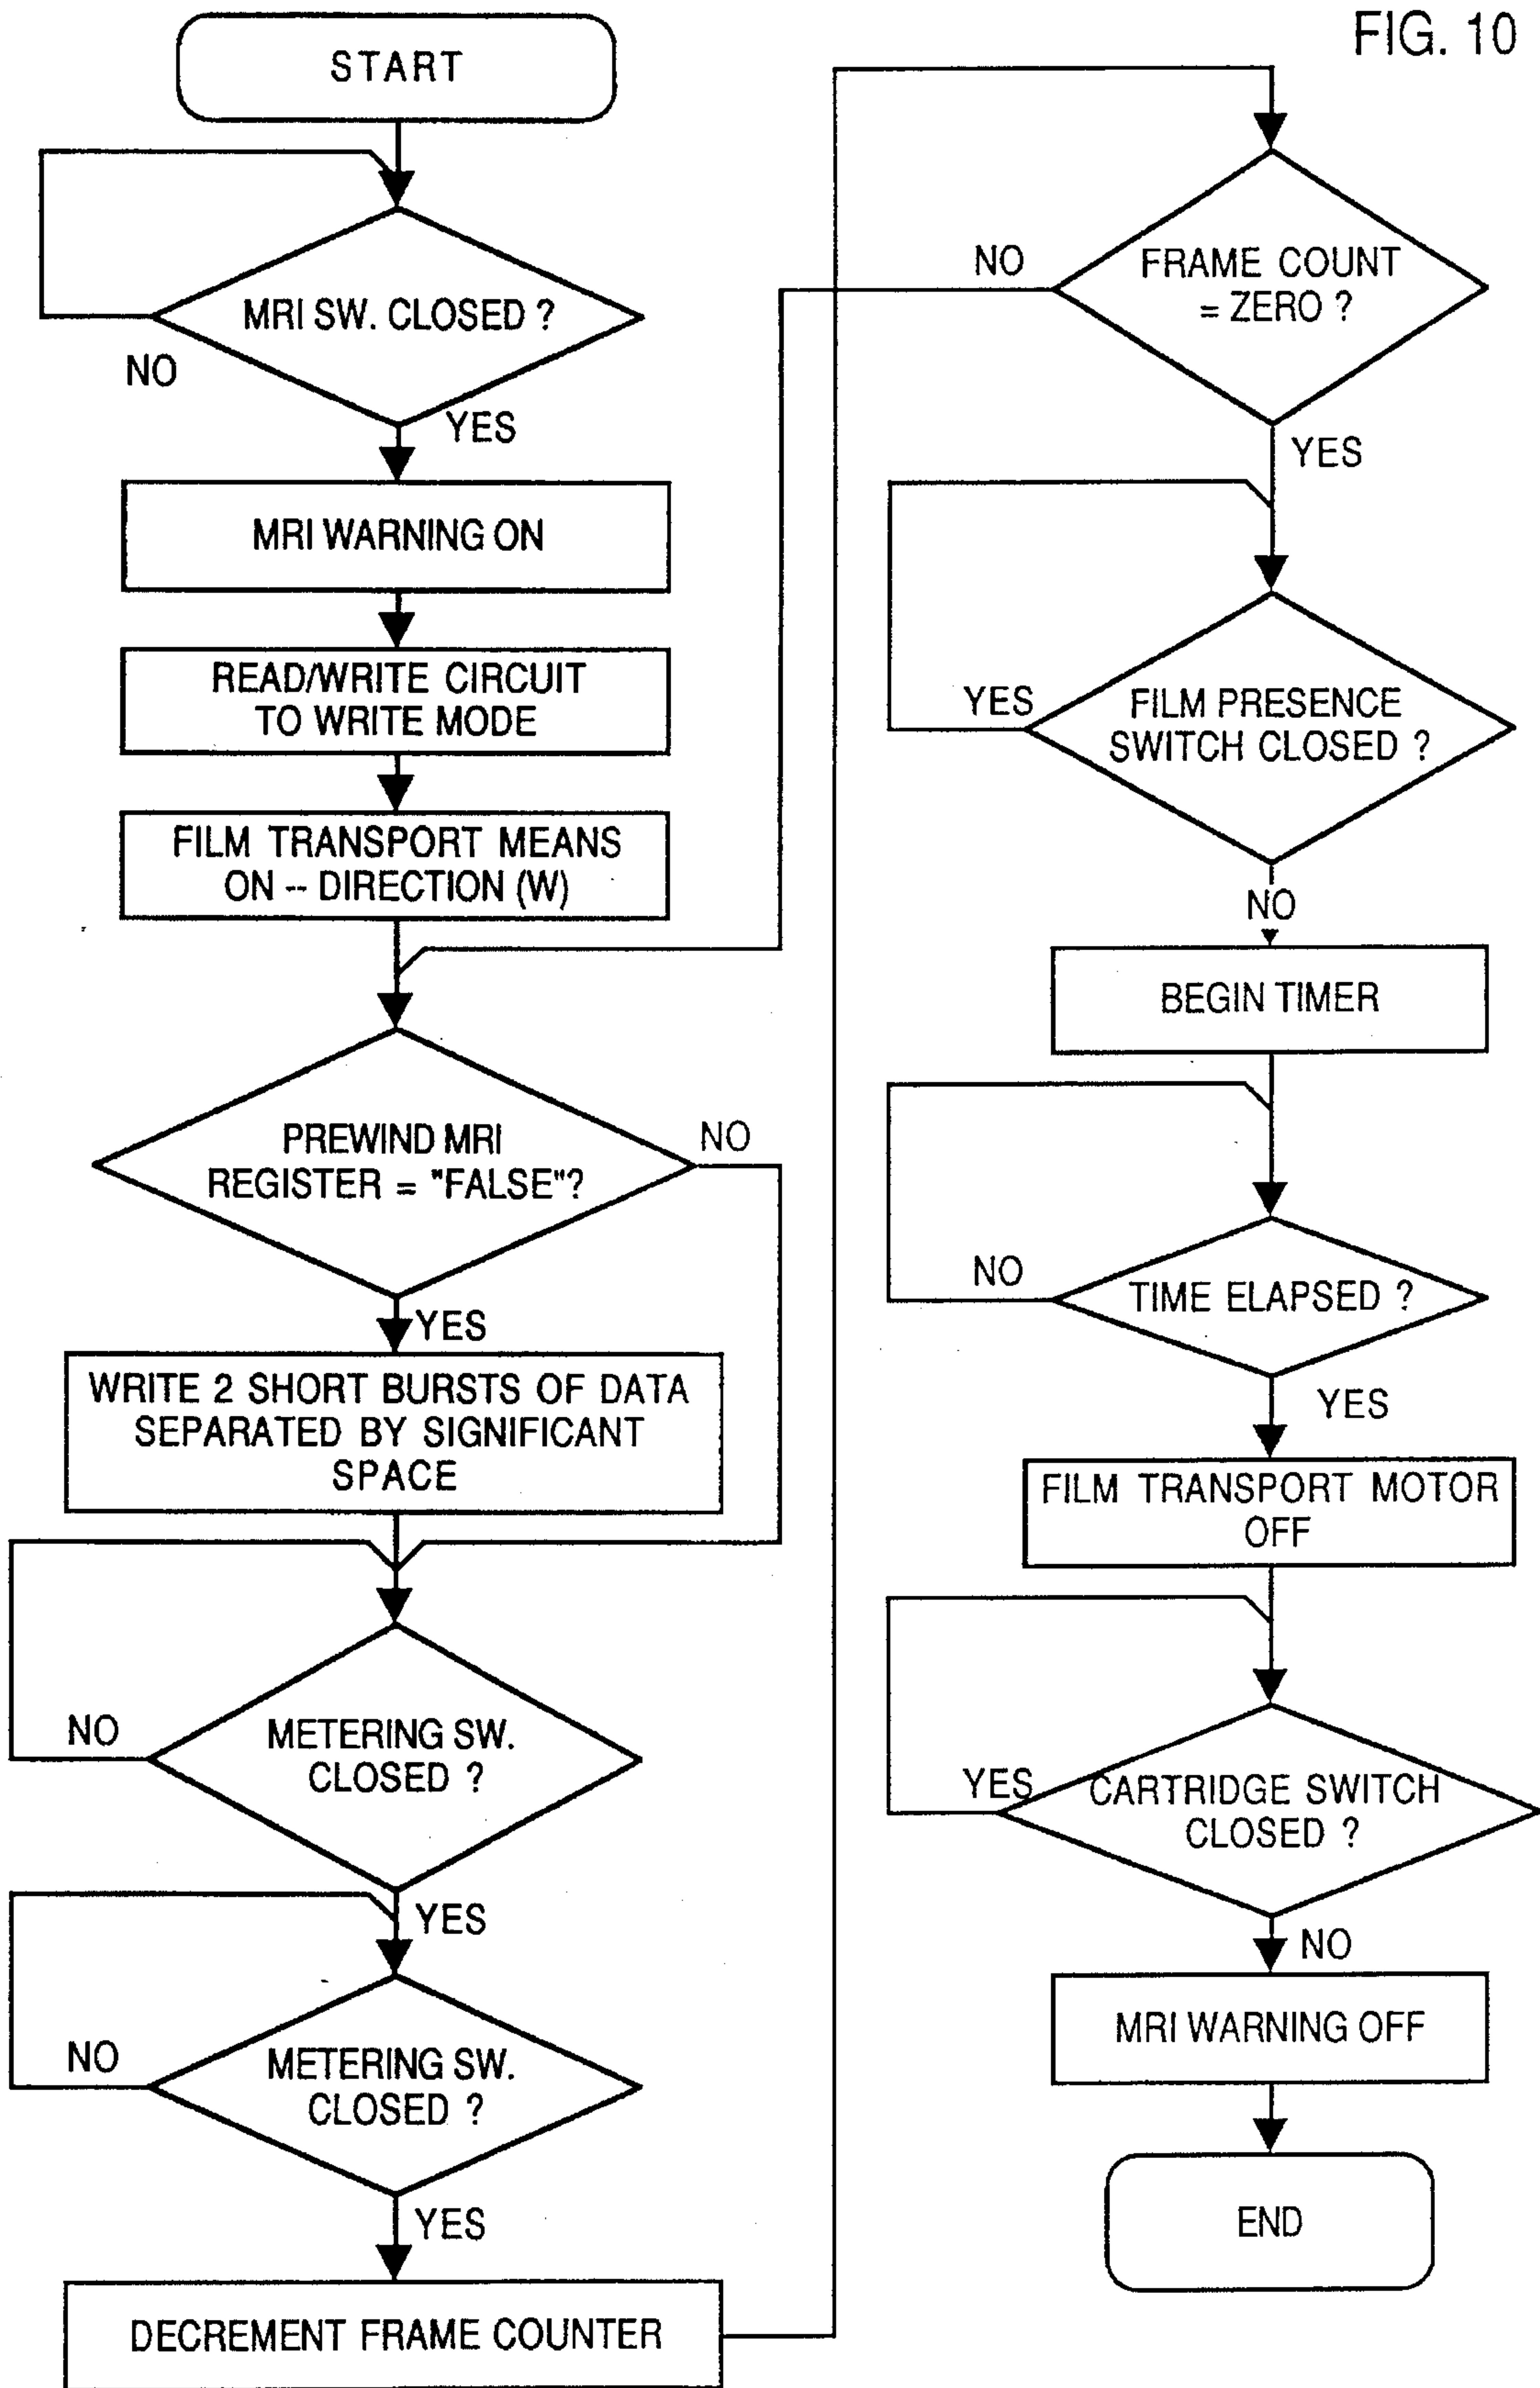 FIG. 10
START
MRI SW. CLOSED ?
NO
YES
MRI WARNING ON
READ/WRITE CIRCUIT
TO WRITE MODE
FILM TRANSPORT MEANS
ON -- DIRECTION (W)
PREWIND MRI
REGISTER = "FALSE"?
NO
YES
WRITE 2 SHORT BURSTS OF DATA
SEPARATED BY SIGNIFICANT
SPACE
METERING SW.
CLOSED ?
NO
YES
METERING SW.
CLOSED ?
NO
YES
DECREMENT FRAME COUNTER
FRAME COUNT
= ZERO ?
NO
YES
FILM PRESENCE
SWITCH CLOSED ?
YES
NO
BEGIN TIMER
TIME ELAPSED ?
NO
YES
FILM TRANSPORT MOTOR
OFF
CARTRIDGE SWITCH
CLOSED ?
YES
NO
MRI WARNING OFF
END